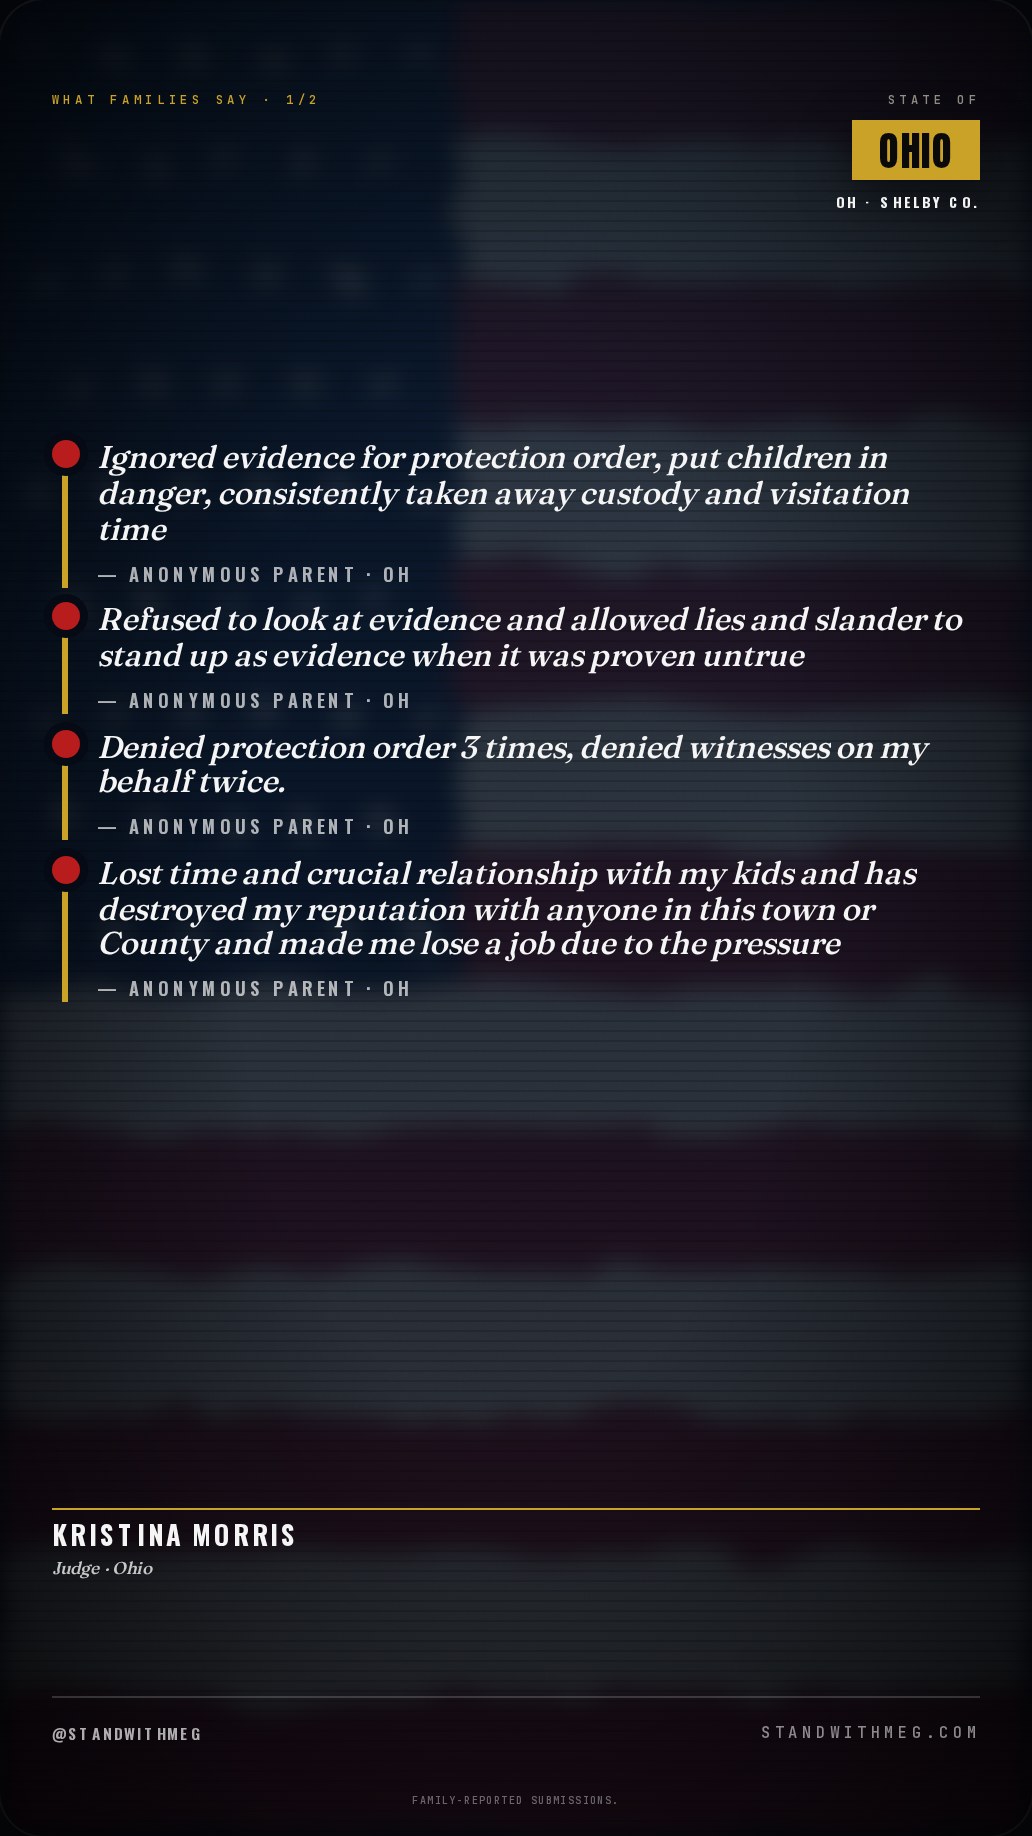 WHAT FAMILIES SAY · 1/2
STATE OF
OHIO
OH · SHELBY CO.
Ignored evidence for protection order, put children in
danger, consistently taken away custody and visitation
time
— ANONYMOUS PARENT · OH
Refused to look at evidence and allowed lies and slander to
stand up as evidence when it was proven untrue
— ANONYMOUS PARENT · OH
Denied protection order 3 times, denied witnesses on my
behalf twice.
— ANONYMOUS PARENT · OH
Lost time and crucial relationship with my kids and has
destroyed my reputation with anyone in this town or
County and made me lose a job due to the pressure
— ANONYMOUS PARENT · OH
KRISTINA MORRIS
Judge · Ohio
@STANDWITHMEG
STANDWITHMEG.COM
FAMILY-REPORTED SUBMISSIONS.